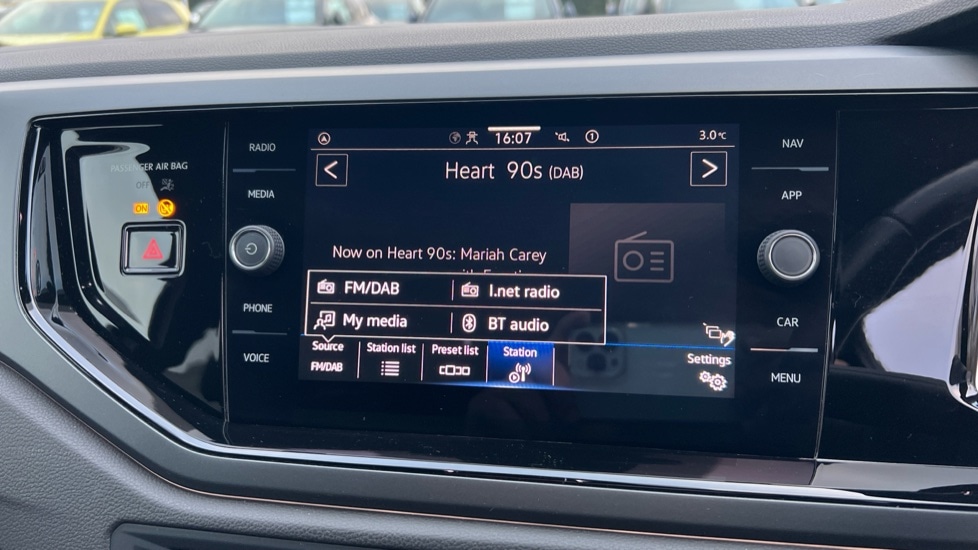 PASSENGER AIR BAG
OFF
ON
RADIO
MEDIA
PHONE
VOICE
16:07
1
3.0°C
<
Heart 90s (DAB)
>
Now on Heart 90s: Mariah Carey
with
FM/DAB
I.net radio
My media
BT audio
Source
FM/DAB
Station list
Preset list
Station
Settings
NAV
APP
CAR
MENU